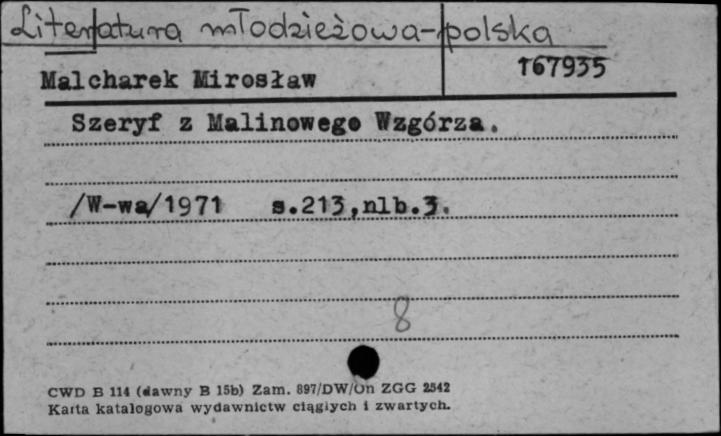 Literatura młodzieżowa-polska
Malcharek Mirosław
167935
Szeryf z Malinowego Wzgórza.
/W-wa/1971 s.213,nlb.3.
8
CWD B 114 (dawny B 15b) Zam. 897/DW/Un ZGG 2542
Karta katalogowa wydawnictw ciągłych i zwartych.